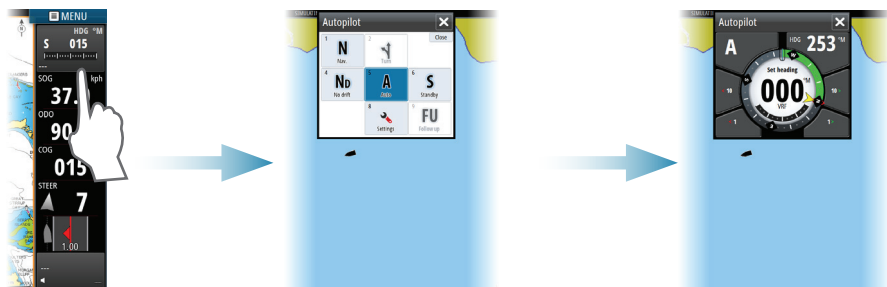 MENU
HDG °M
S 015
---
SOG kph
37.
ODO
90
COG
015
STEER
7
1:00
---
Autopilot
Close
1
N
Nav
2
Turn
4
ND
No drift
5
A
Auto
6
S
Standby
8
Settings
9
FU
Follow up
Autopilot
A
HDG 253 °M
Set heading
000 °M
VRF
10
10
1
1